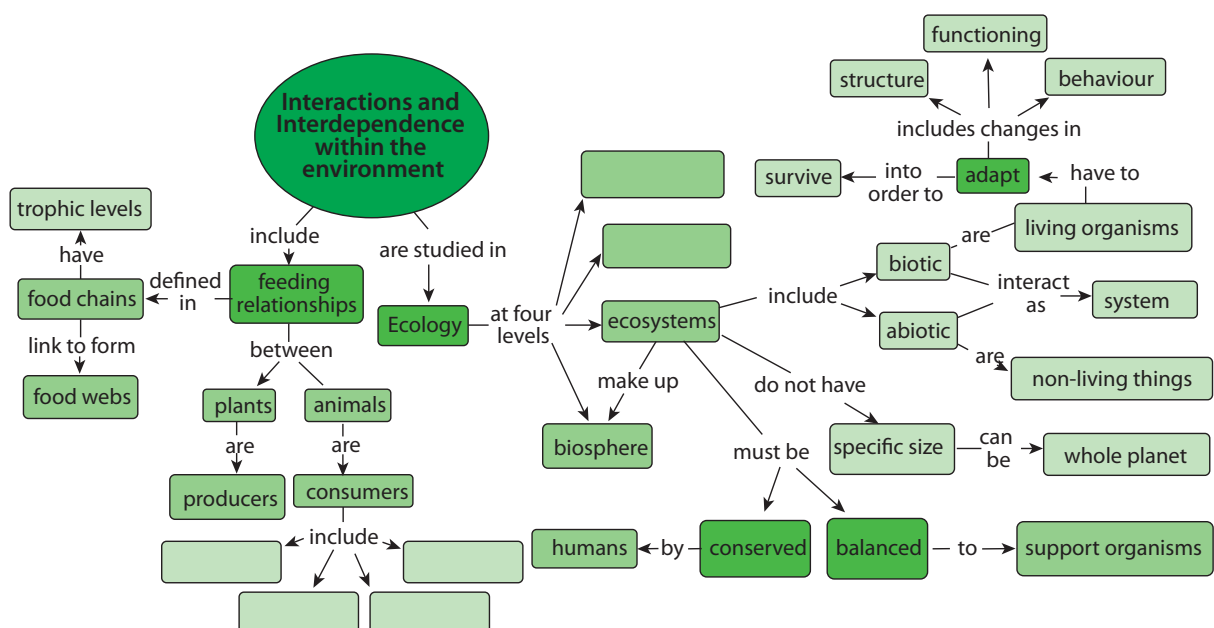 functioning
structure
behaviour
includes changes in
Interactions and
Interdependence
within the
environment
survive
into
order to
adapt
have to
trophic levels
include
are studied in
are
living organisms
have
biotic
food chains
defined
in
feeding
relationships
include
interact
as
system
Ecology
at four
levels
ecosystems
abiotic
link to form
between
make up
do not have
are
non-living things
food webs
plants
animals
are
are
biosphere
must be
specific size
can
be
whole planet
producers
consumers
include
humans
by
conserved
balanced
to
support organisms